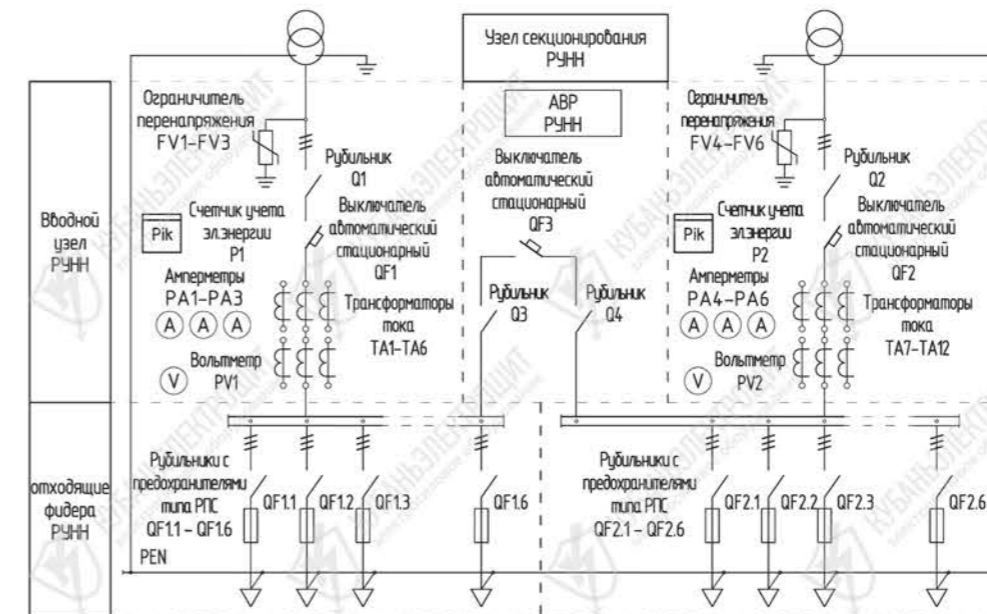 Узел секционирования
РУНН
АВР
РУНН
Вводной
узел
РУНН
Ограничитель
перенапряжения
FV1-FV3
Рубильник
Q1
Счетчик учета
эл.энергии
P1
Pik
Выключатель
автоматический
стационарный
QF1
Амперметры
PA1-PA3
A A A
Трансформаторы
тока
TA1-TA6
Вольтметр
PV1
V
Выключатель
автоматический
стационарный
QF3
Рубильник
Q3
Рубильник
Q4
Ограничитель
перенапряжения
FV4-FV6
Рубильник
Q2
Счетчик учета
эл.энергии
P2
Pik
Выключатель
автоматический
стационарный
QF2
Амперметры
PA4-PA6
A A A
Трансформаторы
тока
TA7-TA12
Вольтметр
PV2
V
отходящие
фидера
РУНН
Рубильники с
предохранителями
типа РПС
QF1.1 - QF1.6
QF1.1 QF1.2 QF1.3 QF1.6
PEN
Рубильники с
предохранителями
типа РПС
QF2.1 - QF2.6
QF2.1 QF2.2 QF2.3 QF2.6
КУБАНЬЭЛЕКТРОЩИТ